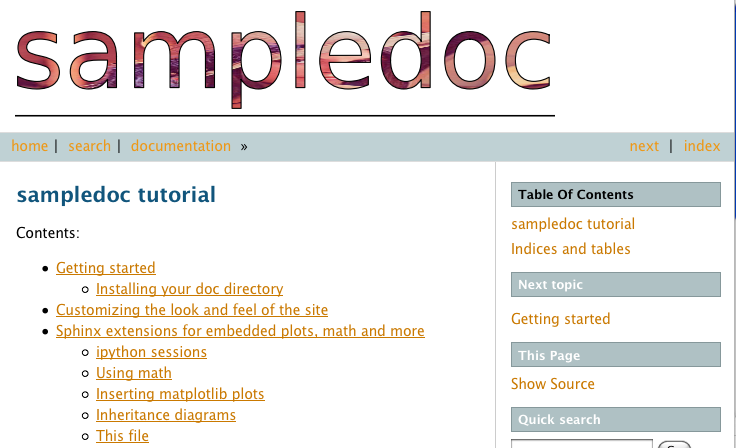 sampledoc
home | search | documentation »
next | index
sampledoc tutorial
Contents:
Getting started
Installing your doc directory
Customizing the look and feel of the site
Sphinx extensions for embedded plots, math and more
ipython sessions
Using math
Inserting matplotlib plots
Inheritance diagrams
This file
Table Of Contents
sampledoc tutorial
Indices and tables
Next topic
Getting started
This Page
Show Source
Quick search